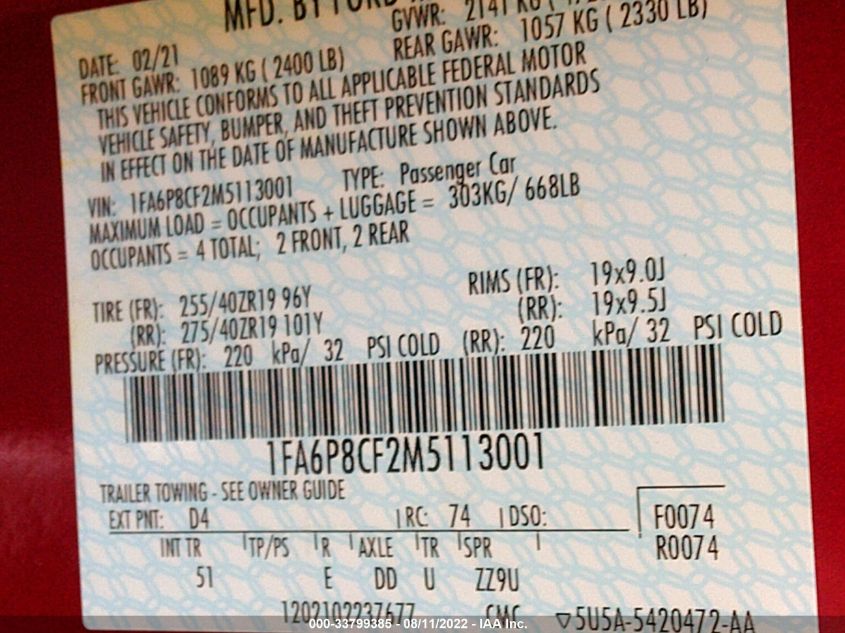 MFD. BY FORD
GVWR: 2141 KG (
DATE: 02/21
FRONT GAWR: 1089 KG ( 2400 LB) REAR GAWR: 1057 KG ( 2330 LB)
THIS VEHICLE CONFORMS TO ALL APPLICABLE FEDERAL MOTOR
VEHICLE SAFETY, BUMPER, AND THEFT PREVENTION STANDARDS
IN EFFECT ON THE DATE OF MANUFACTURE SHOWN ABOVE.
VIN: 1FA6P8CF2M5113001 TYPE: Passenger Car
MAXIMUM LOAD = OCCUPANTS + LUGGAGE = 303KG/ 668LB
OCCUPANTS = 4 TOTAL; 2 FRONT, 2 REAR
TIRE (FR): 255/40ZR19 96Y RIMS (FR): 19x9.0J
(RR): 275/40ZR19 101Y (RR): 19x9.5J
PRESSURE (FR): 220 kPa/ 32 PSI COLD (RR): 220 kPa/ 32 PSI COLD
1FA6P8CF2M5113001
TRAILER TOWING - SEE OWNER GUIDE
EXT PNT: D4 RC: 74 DSO: F0074
INT TR TP/PS R AXLE TR SPR R0074
51 E DD U ZZ9U
1202102237677 CMC ▽5U5A-5420472-AA
000-33799385 - 08/11/2022 - IAA Inc.